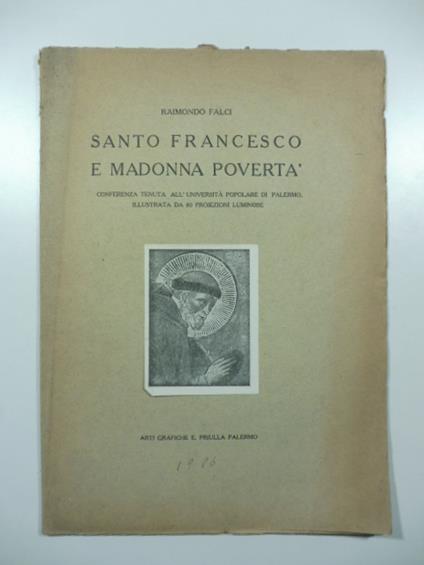 RAIMONDO FALCI
SANTO FRANCESCO
E MADONNA POVERTA'
CONFERENZA TENUTA ALL'UNIVERSITÀ POPOLARE DI PALERMO,
ILLUSTRATA DA 80 PROIEZIONI LUMINOSE
ARTI GRAFICHE E. PRIULLA PALERMO